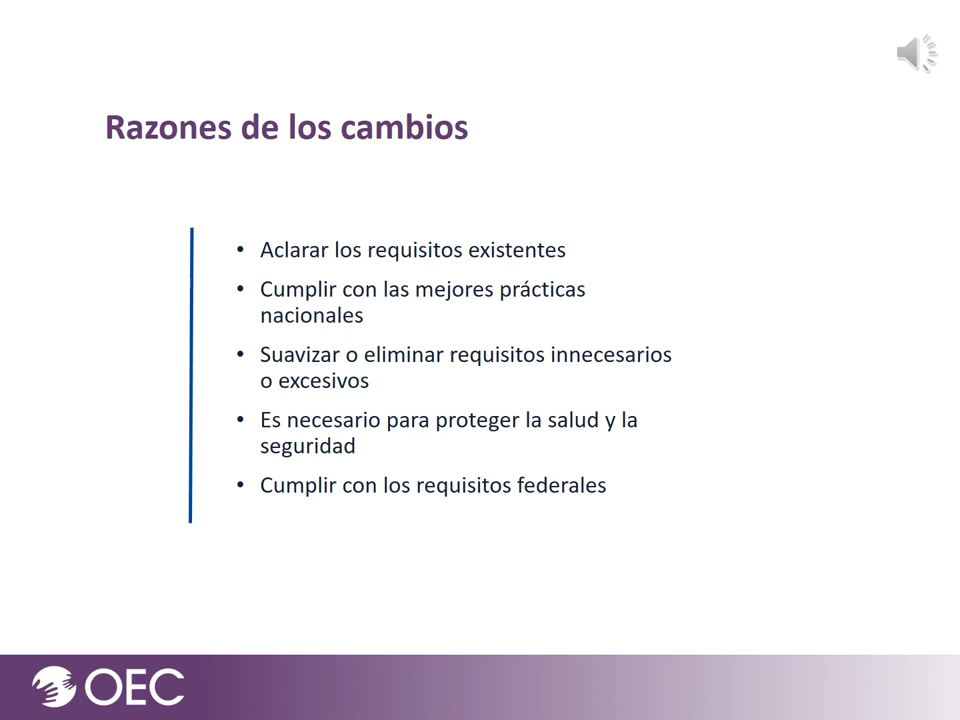 Razones de los cambios
• Aclarar los requisitos existentes
• Cumplir con las mejores prácticas
nacionales
• Suavizar o eliminar requisitos innecesarios
o excesivos
• Es necesario para proteger la salud y la
seguridad
• Cumplir con los requisitos federales
OEC